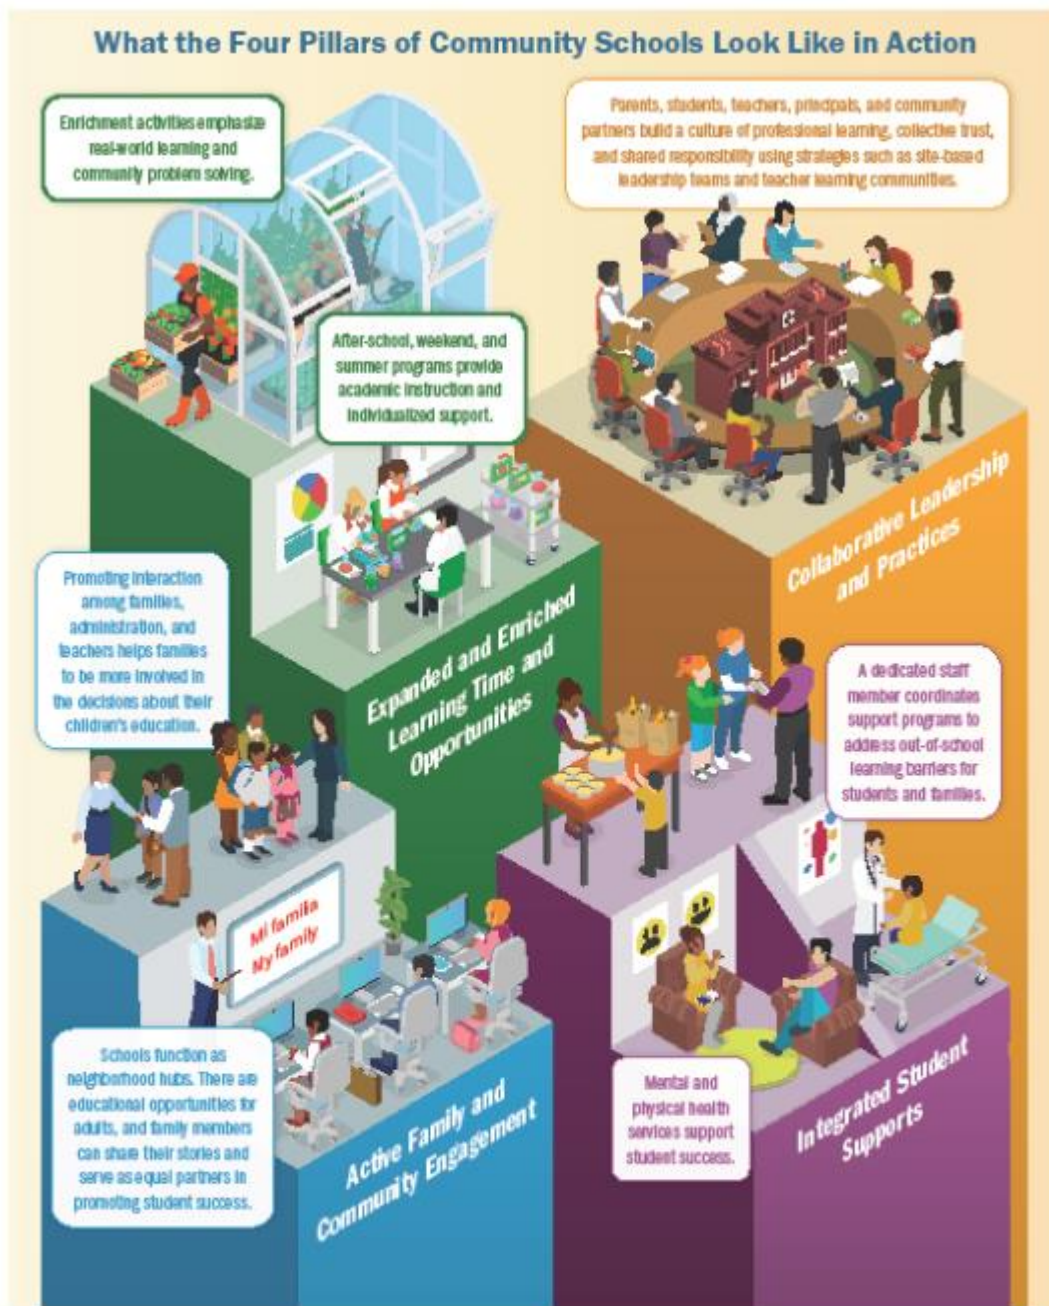 What the Four Pillars of Community Schools Look Like in Action
Enrichment activities emphasize
real-world learning and
community problem solving.
Parents, students, teachers, principals, and community
partners build a culture of professional learning, collective trust,
and shared responsibility using strategies such as site-based
leadership teams and teacher learning communities.
After-school, weekend, and
summer programs provide
academic instruction and
individualized support.
Collaborative Leadership
and Practices
Expanded and Enriched
Learning Time and
Opportunities
Promoting interaction
among families,
administration, and
teachers helps families
to be more involved in
the decisions about their
children's education.
A dedicated staff
member coordinates
support programs to
address out-of-school
learning barriers for
students and families.
Mi familia
My family
Schools function as
neighborhood hubs. There are
educational opportunities for
adults, and family members
can share their stories and
serve as equal partners in
promoting student success.
Active Family and
Community Engagement
Mental and
physical health
services support
student success.
Integrated Student
Supports